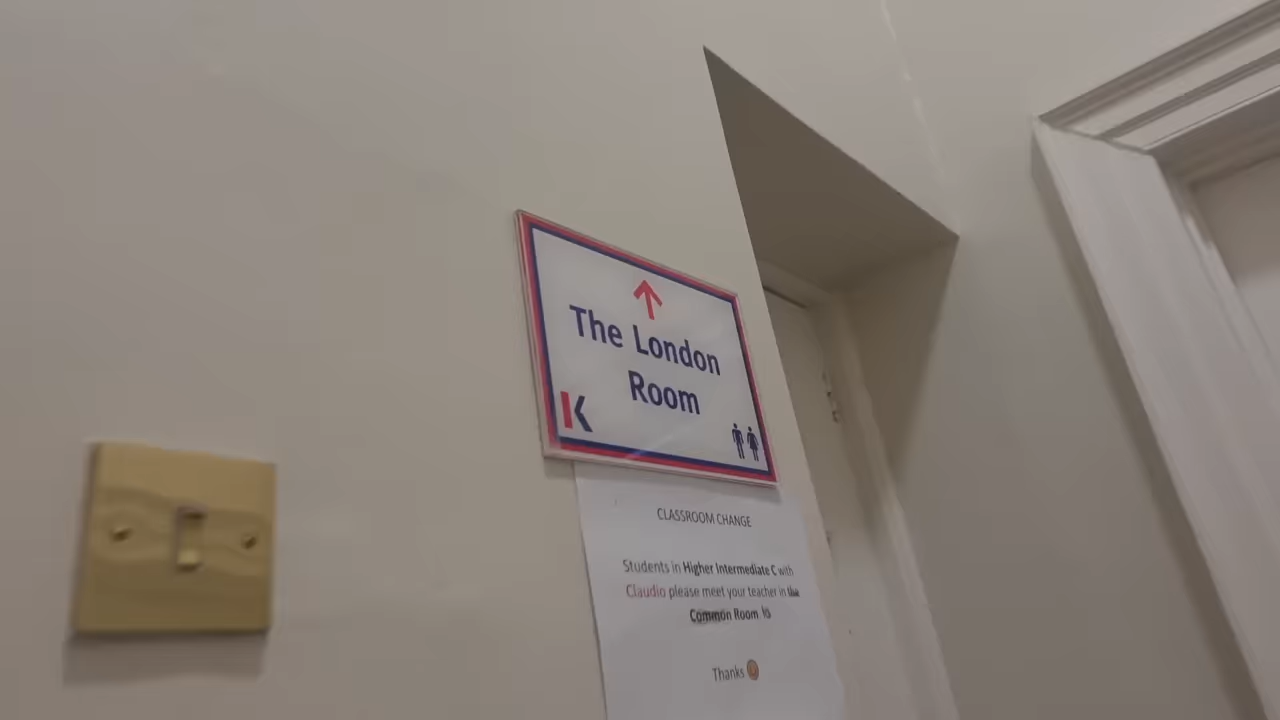 The London
Room
K
CLASSROOM CHANGE
Students in Higher Intermediate C with
Claudio please meet your teacher in the
Common Room
Thanks